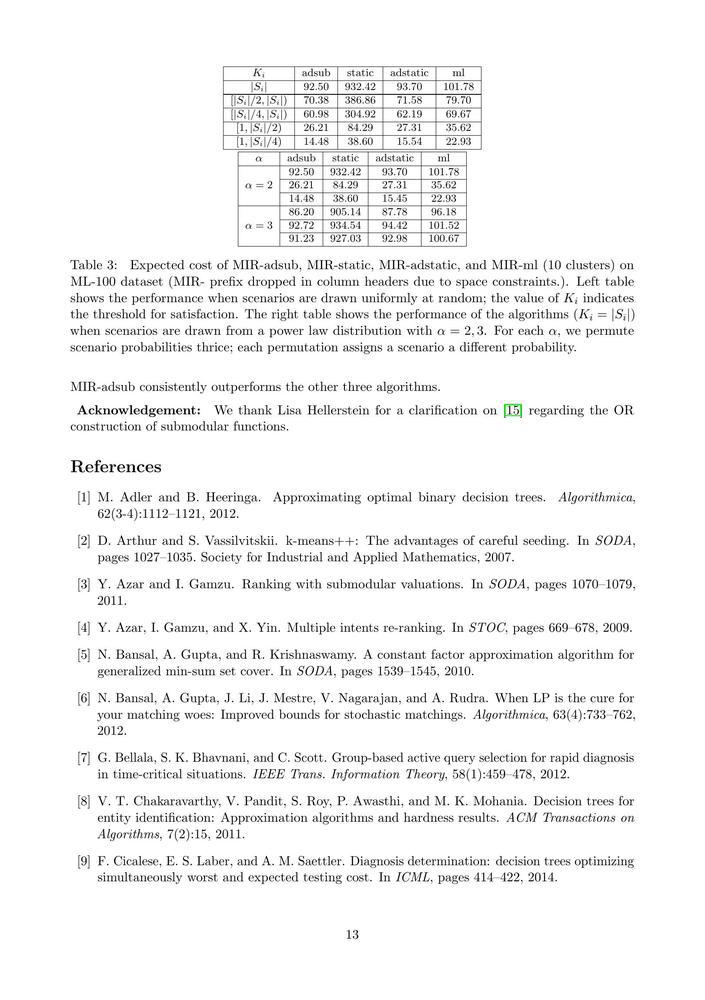 K_i adsub static adstatic ml
|S_i| 92.50 932.42 93.70 101.78
[|S_i|/2, |S_i|) 70.38 386.86 71.58 79.70
[|S_i|/4, |S_i|) 60.98 304.92 62.19 69.67
[1, |S_i|/2) 26.21 84.29 27.31 35.62
[1, |S_i|/4) 14.48 38.60 15.54 22.93
α adsub static adstatic ml
92.50 932.42 93.70 101.78
α = 2 26.21 84.29 27.31 35.62
14.48 38.60 15.45 22.93
86.20 905.14 87.78 96.18
α = 3 92.72 934.54 94.42 101.52
91.23 927.03 92.98 100.67
Table 3: Expected cost of MIR-adsub, MIR-static, MIR-adstatic, and MIR-ml (10 clusters) on
ML-100 dataset (MIR- prefix dropped in column headers due to space constraints.). Left table
shows the performance when scenarios are drawn uniformly at random; the value of K_i indicates
the threshold for satisfaction. The right table shows the performance of the algorithms (K_i = |S_i|)
when scenarios are drawn from a power law distribution with α = 2, 3. For each α, we permute
scenario probabilities thrice; each permutation assigns a scenario a different probability.
MIR-adsub consistently outperforms the other three algorithms.
Acknowledgement: We thank Lisa Hellerstein for a clarification on [15] regarding the OR
construction of submodular functions.
References
[1] M. Adler and B. Heeringa. Approximating optimal binary decision trees. Algorithmica,
62(3-4):1112–1121, 2012.
[2] D. Arthur and S. Vassilvitskii. k-means++: The advantages of careful seeding. In SODA,
pages 1027–1035. Society for Industrial and Applied Mathematics, 2007.
[3] Y. Azar and I. Gamzu. Ranking with submodular valuations. In SODA, pages 1070–1079,
2011.
[4] Y. Azar, I. Gamzu, and X. Yin. Multiple intents re-ranking. In STOC, pages 669–678, 2009.
[5] N. Bansal, A. Gupta, and R. Krishnaswamy. A constant factor approximation algorithm for
generalized min-sum set cover. In SODA, pages 1539–1545, 2010.
[6] N. Bansal, A. Gupta, J. Li, J. Mestre, V. Nagarajan, and A. Rudra. When LP is the cure for
your matching woes: Improved bounds for stochastic matchings. Algorithmica, 63(4):733–762,
2012.
[7] G. Bellala, S. K. Bhavnani, and C. Scott. Group-based active query selection for rapid diagnosis
in time-critical situations. IEEE Trans. Information Theory, 58(1):459–478, 2012.
[8] V. T. Chakaravarthy, V. Pandit, S. Roy, P. Awasthi, and M. K. Mohania. Decision trees for
entity identification: Approximation algorithms and hardness results. ACM Transactions on
Algorithms, 7(2):15, 2011.
[9] F. Cicalese, E. S. Laber, and A. M. Saettler. Diagnosis determination: decision trees optimizing
simultaneously worst and expected testing cost. In ICML, pages 414–422, 2014.
13